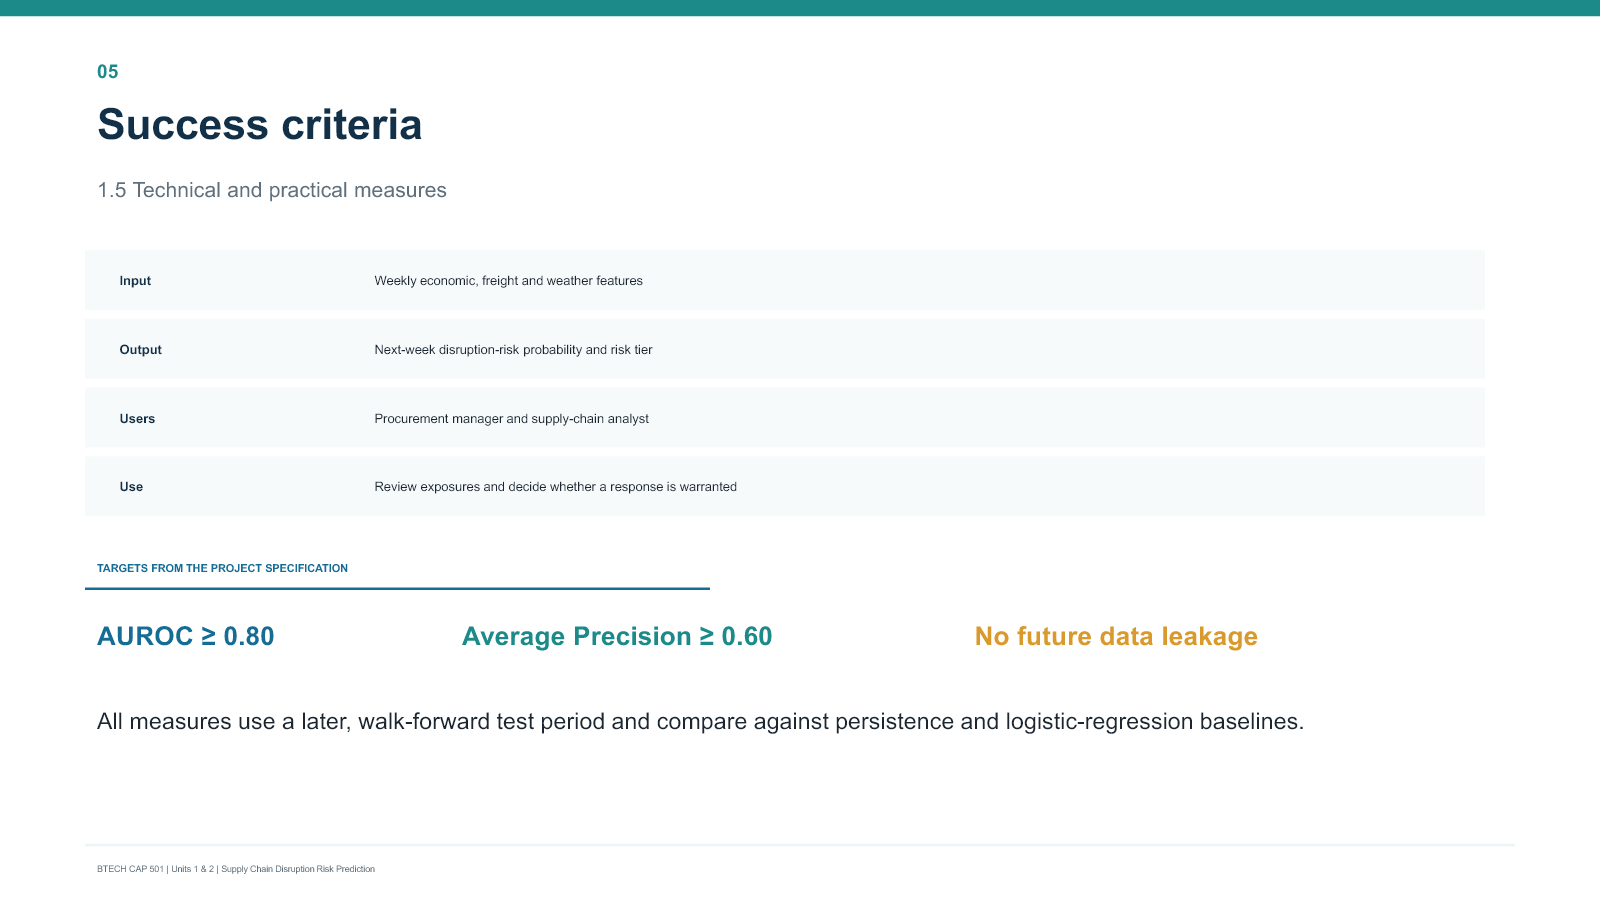 05
Success criteria
1.5 Technical and practical measures
Input Weekly economic, freight and weather features
Output Next-week disruption-risk probability and risk tier
Users Procurement manager and supply-chain analyst
Use Review exposures and decide whether a response is warranted
TARGETS FROM THE PROJECT SPECIFICATION
AUROC ≥ 0.80 Average Precision ≥ 0.60 No future data leakage
All measures use a later, walk-forward test period and compare against persistence and logistic-regression baselines.
BTECH CAP 501 | Units 1 & 2 | Supply Chain Disruption Risk Prediction